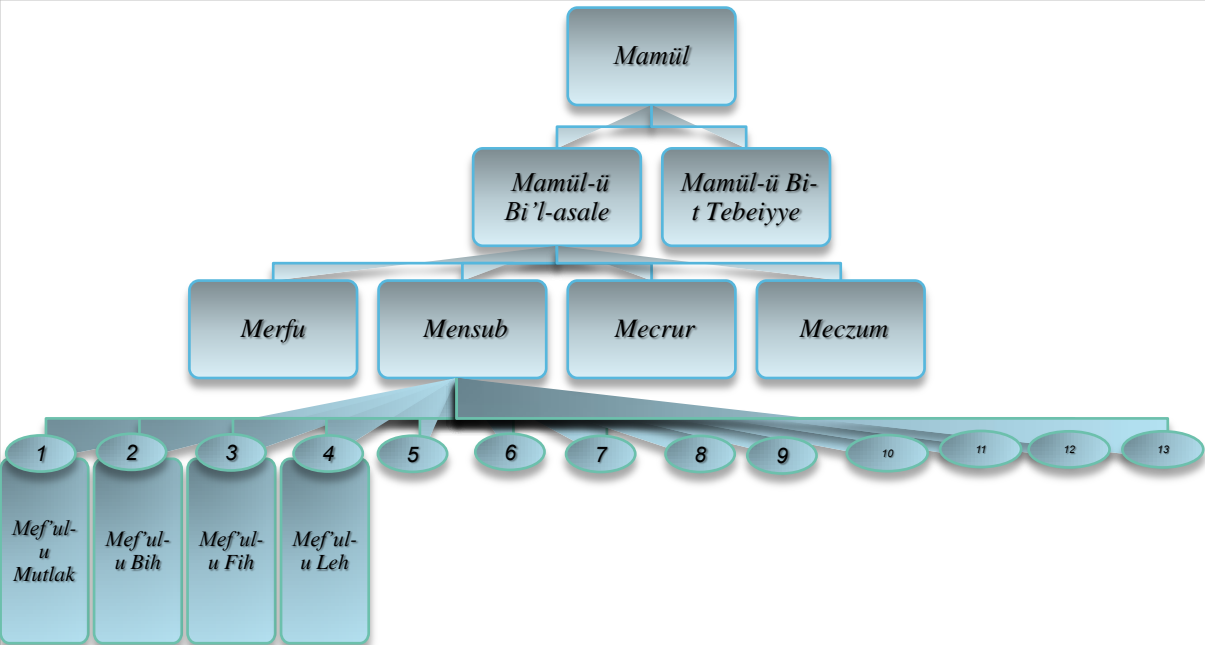 Mamül
Mamül-ü
Bi’l-asale
Mamül-ü Bi-
t Tebeiyye
Merfu
Mensub
Mecrur
Meczum
1
2
3
4
5
6
7
8
9
10
11
12
13
Mef’ul-
u
Mutlak
Mef’ul-
u Bih
Mef’ul-
u Fih
Mef’ul-
u Leh